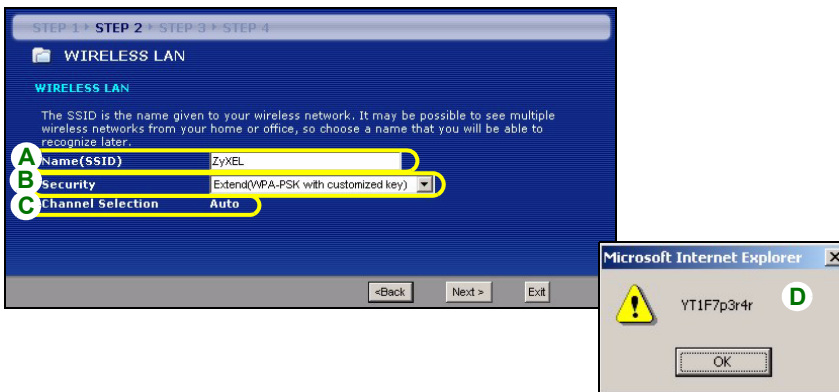 STEP 1 › STEP 2 › STEP 3 › STEP 4
WIRELESS LAN
WIRELESS LAN
The SSID is the name given to your wireless network. It may be possible to see multiple
wireless networks from your home or office, so choose a name that you will be able to
recognize later.
A Name(SSID) ZyXEL
B Security Extend(WPA-PSK with customized key)
C Channel Selection Auto
<Back Next > Exit
Microsoft Internet Explorer X
YT1F7p3r4r D
OK